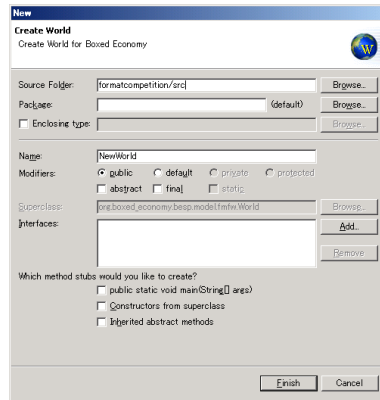 New
Create World
Create World for Boxed Economy
W
Source Folder: formatcompetition/src Browse...
Package: (default) Browse...
Enclosing type: Browse...
Name: NewWorld
Modifiers: public default private protected
abstract final static
Superclass: org.boxed_economy.besp.model.fmfw.World Browse...
Interfaces: Add...
Remove
Which method stubs would you like to create?
public static void main(String[] args)
Constructors from superclass
Inherited abstract methods
Finish Cancel